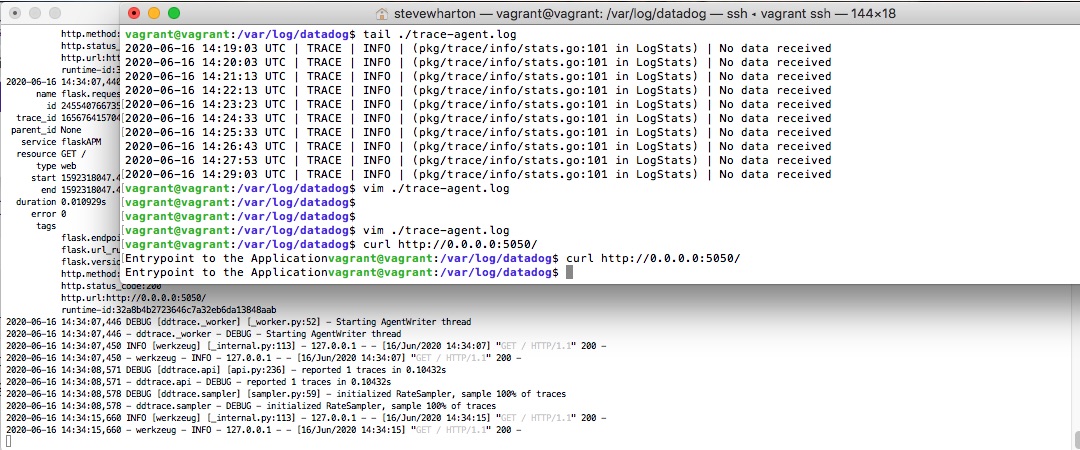 stevewharton — vagrant@vagrant: /var/log/datadog — ssh • vagrant ssh — 144×18
vagrant@vagrant:/var/log/datadog$ tail ./trace-agent.log
2020-06-16 14:19:03 UTC | TRACE | INFO | (pkg/trace/info/stats.go:101 in LogStats) | No data received
2020-06-16 14:20:03 UTC | TRACE | INFO | (pkg/trace/info/stats.go:101 in LogStats) | No data received
2020-06-16 14:21:13 UTC | TRACE | INFO | (pkg/trace/info/stats.go:101 in LogStats) | No data received
2020-06-16 14:22:13 UTC | TRACE | INFO | (pkg/trace/info/stats.go:101 in LogStats) | No data received
2020-06-16 14:23:23 UTC | TRACE | INFO | (pkg/trace/info/stats.go:101 in LogStats) | No data received
2020-06-16 14:24:33 UTC | TRACE | INFO | (pkg/trace/info/stats.go:101 in LogStats) | No data received
2020-06-16 14:25:33 UTC | TRACE | INFO | (pkg/trace/info/stats.go:101 in LogStats) | No data received
2020-06-16 14:26:43 UTC | TRACE | INFO | (pkg/trace/info/stats.go:101 in LogStats) | No data received
2020-06-16 14:27:53 UTC | TRACE | INFO | (pkg/trace/info/stats.go:101 in LogStats) | No data received
2020-06-16 14:29:03 UTC | TRACE | INFO | (pkg/trace/info/stats.go:101 in LogStats) | No data received
[vagrant@vagrant:/var/log/datadog$ vim ./trace-agent.log
[vagrant@vagrant:/var/log/datadog$
[vagrant@vagrant:/var/log/datadog$
[vagrant@vagrant:/var/log/datadog$ vim ./trace-agent.log
[vagrant@vagrant:/var/log/datadog$ curl http://0.0.0.0:5050/
[Entrypoint to the Applicationvagrant@vagrant:/var/log/datadog$ curl http://0.0.0.0:5050/
Entrypoint to the Applicationvagrant@vagrant:/var/log/datadog$
http.method:
http.status_
http.url:htt
runtime-id:3
2020-06-16 14:34:07,440
name flask.reques
id 245540766735
trace_id 165676415704
parent_id None
service flaskAPM
resource GET /
type web
start 1592318047.4
end 1592318047.4
duration 0.010929s
error 0
tags
flask.endpoi
flask.url_ru
flask.versio
http.method:
http.status_code:200
http.url:http://0.0.0.0:5050/
runtime-id:32a8b4b2723646c7a32eb6da13848aab
2020-06-16 14:34:07,446 DEBUG [ddtrace._worker] [_worker.py:52] - Starting AgentWriter thread
2020-06-16 14:34:07,446 - ddtrace._worker - DEBUG - Starting AgentWriter thread
2020-06-16 14:34:07,450 INFO [werkzeug] [_internal.py:113] - 127.0.0.1 - - [16/Jun/2020 14:34:07] "GET / HTTP/1.1" 200 -
2020-06-16 14:34:07,450 - werkzeug - INFO - 127.0.0.1 - - [16/Jun/2020 14:34:07] "GET / HTTP/1.1" 200 -
2020-06-16 14:34:08,571 DEBUG [ddtrace.api] [api.py:236] - reported 1 traces in 0.10432s
2020-06-16 14:34:08,571 - ddtrace.api - DEBUG - reported 1 traces in 0.10432s
2020-06-16 14:34:08,578 DEBUG [ddtrace.sampler] [sampler.py:59] - initialized RateSampler, sample 100% of traces
2020-06-16 14:34:08,578 - ddtrace.sampler - DEBUG - initialized RateSampler, sample 100% of traces
2020-06-16 14:34:15,660 INFO [werkzeug] [_internal.py:113] - 127.0.0.1 - - [16/Jun/2020 14:34:15] "GET / HTTP/1.1" 200 -
2020-06-16 14:34:15,660 - werkzeug - INFO - 127.0.0.1 - - [16/Jun/2020 14:34:15] "GET / HTTP/1.1" 200 -